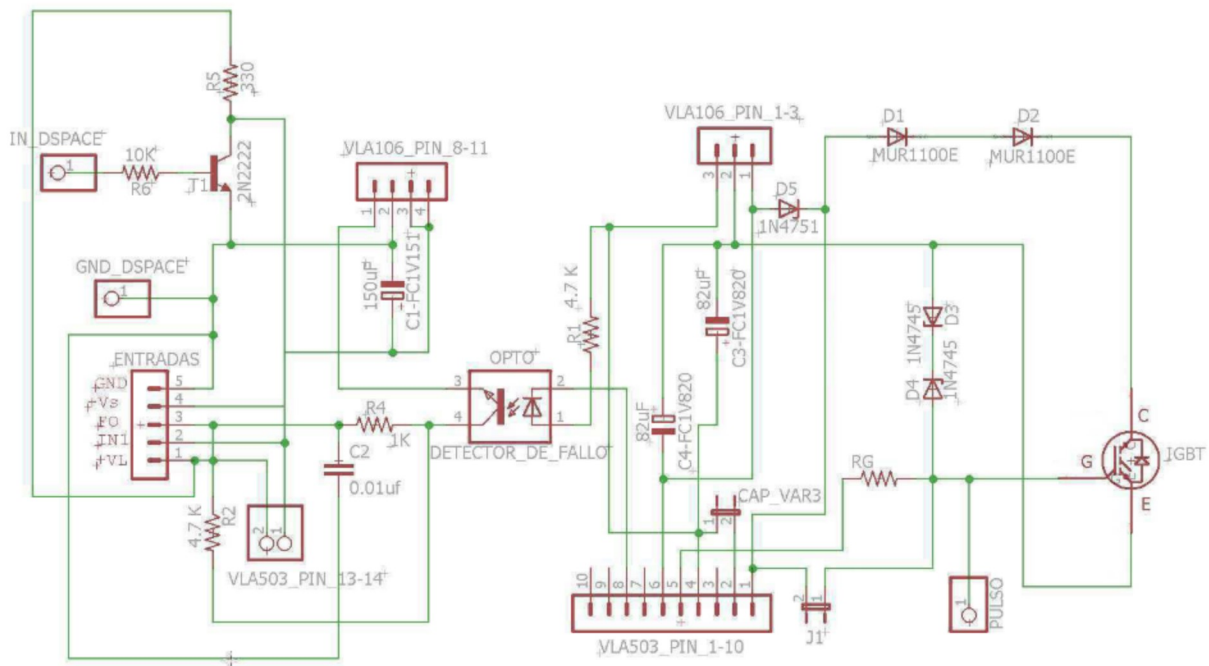 R5
330
IN_DSPACE
1
10K
R6
T1
2N2222
VLA106_PIN_8-11
1
2
3
4
GND_DSPACE
1
150uF
C1-FC1V151
ENTRADAS
GND
5
+Vs
4
FO
3
IN1
2
+VL
1
R4
1K
C2
0.01uf
4.7 K
R2
2
1
VLA503_PIN_13-14
OPTO
3
4
2
1
DETECTOR_DE_FALLO
4.7 K
R1
VLA106_PIN_1-3
3
2
1
D5
1N4751
D1
MUR1100E
D2
MUR1100E
82uF
C3-FC1V820
82uF
C4-FC1V820
1N4745
D3
D4
1N4745
CAP_VAR3
1
2
RG
C
G
E
IGBT
10
9
8
7
6
5
4
3
2
1
VLA503_PIN_1-10
2
1
J1
1
PULSO